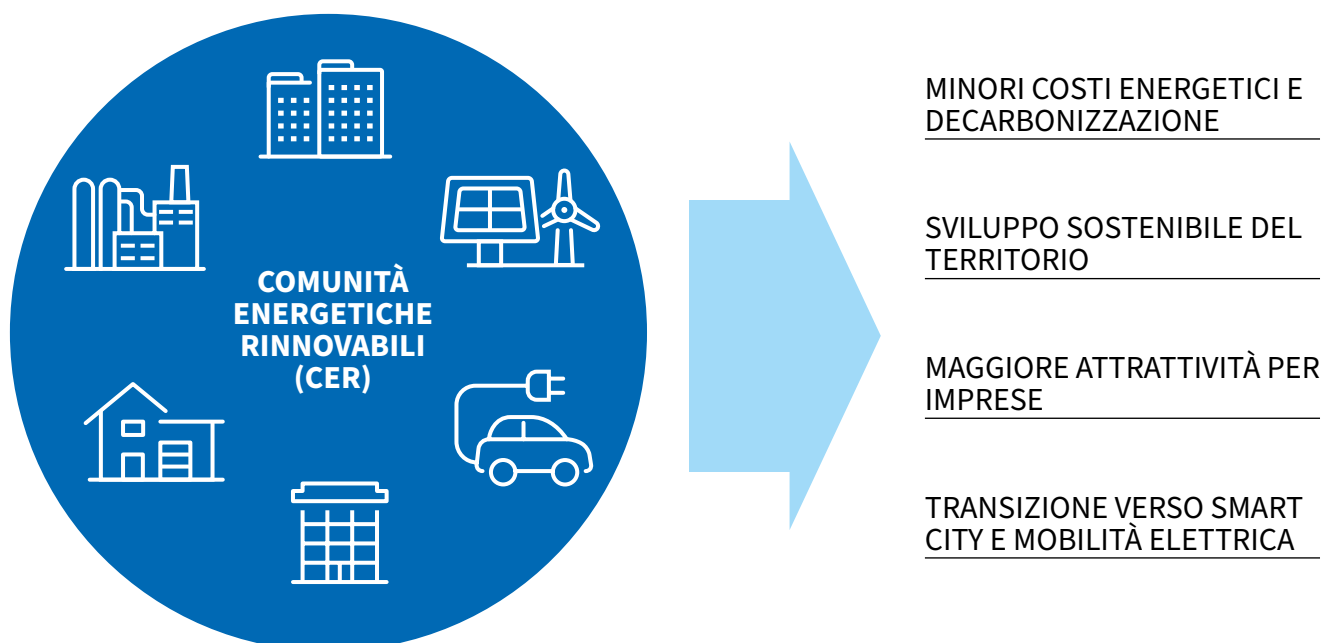 COMUNITÀ
ENERGETICHE
RINNOVABILI
(CER)
MINORI COSTI ENERGETICI E
DECARBONIZZAZIONE
SVILUPPO SOSTENIBILE DEL
TERRITORIO
MAGGIORE ATTRATTIVITÀ PER
IMPRESE
TRANSIZIONE VERSO SMART
CITY E MOBILITÀ ELETTRICA